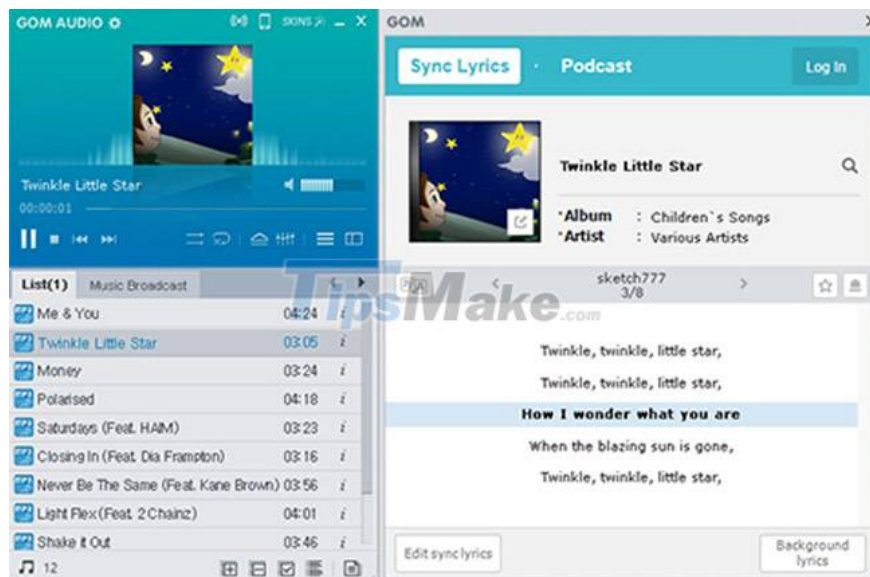 GOM AUDIO
SKINS
Twinkle Little Star
00:00:01
List(1) Music Broadcast
Me & You 04:24 i
Twinkle Little Star 03:05 i
Money 03:24 i
Polarised 04:18 i
Saturdays (Feat. HAIM) 03:23 i
Closing In (Feat. Dia Frampton) 03:16 i
Never Be The Same (Feat. Kane Brown) 03:56 i
Light Flex (Feat. 2 Chainz) 04:01 i
Shake it Out 03:46 i
12
GOM
Sync Lyrics · Podcast Log In
Twinkle Little Star
*Album : Children`s Songs
*Artist : Various Artists
sketch777
3/8
TipsMake.com
Twinkle, twinkle, little star,
Twinkle, twinkle, little star,
How I wonder what you are
When the blazing sun is gone,
Twinkle, twinkle, little star,
Edit sync lyrics
Background
lyrics